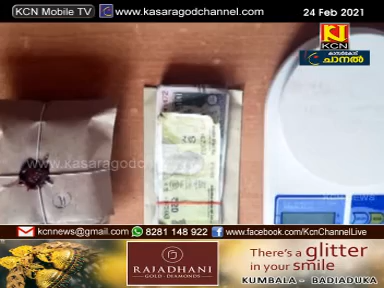 KCN Mobile TV www.kasaragodchannel.com 24 Feb 2021
KCN
കാസർകോട്
ചാനൽ
www.kasaragodchannel.com
kcnnews@gmail.com 8281 148 922 www.facebook.com/KcnChannelLive
RAJADHANI
GOLD & DIAMONDS
There's a glitter
in your smile
KUMBALA - BADIADUKA